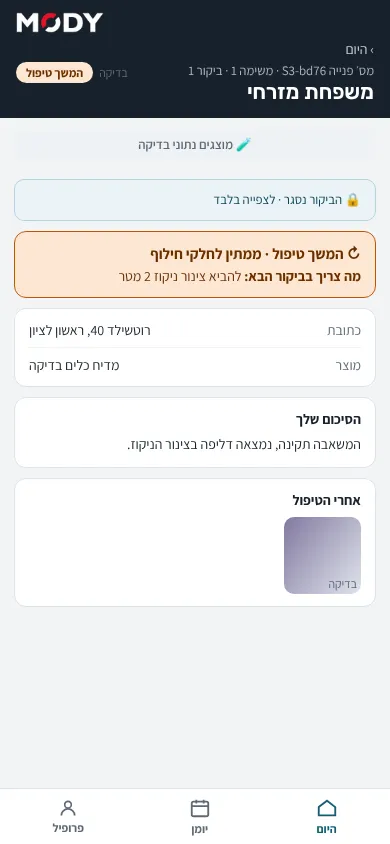 MODY
‹ היום
מס׳ פנייה S3-bd76 · משימה 1 · ביקור 1
בדיקה
המשך טיפול
משפחת מזרחי
🧪 מוצגים נתוני בדיקה
🔒 הביקור נסגר · לצפייה בלבד
↻ המשך טיפול · ממתין לחלקי חילוף
מה צריך בביקור הבא: להביא צינור ניקוז 2 מטר
כתובת
רוטשילד 40, ראשון לציון
מוצר
מדיח כלים בדיקה
הסיכום שלך
המשאבה תקינה, נמצאה דליפה בצינור הניקוז.
אחרי הטיפול
בדיקה
היום
יומן
פרופיל